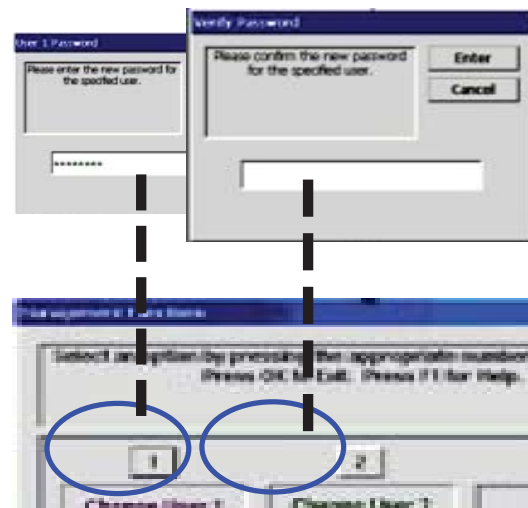 User 1 Password
Please enter the new password for
the specified user.
********
Verify Password
Please confirm the new password
for the specified user.
Enter
Cancel
Management Functions
Select an option by pressing the appropriate number
Press OK to Exit. Press F1 for Help.
1
2
Change User 1
Change User 2